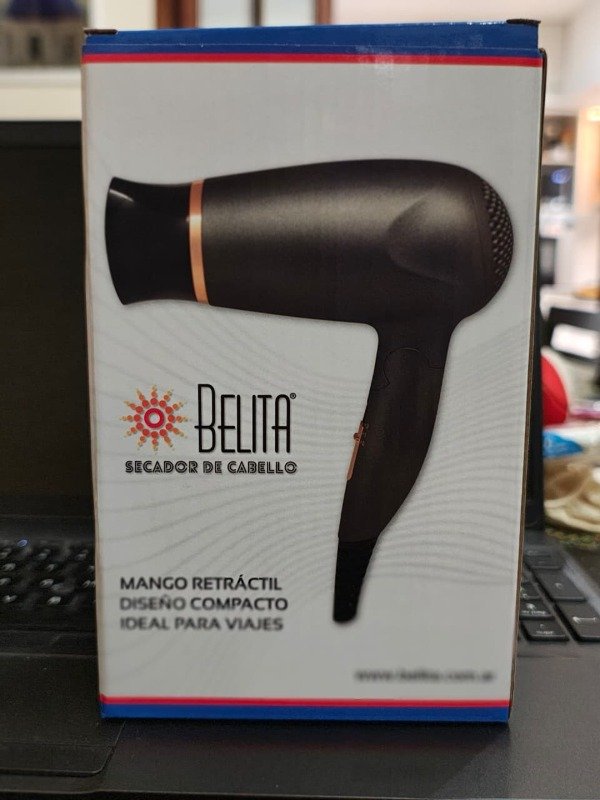 BELITA®
SECADOR DE CABELLO
MANGO RETRÁCTIL
DISEÑO COMPACTO
IDEAL PARA VIAJES